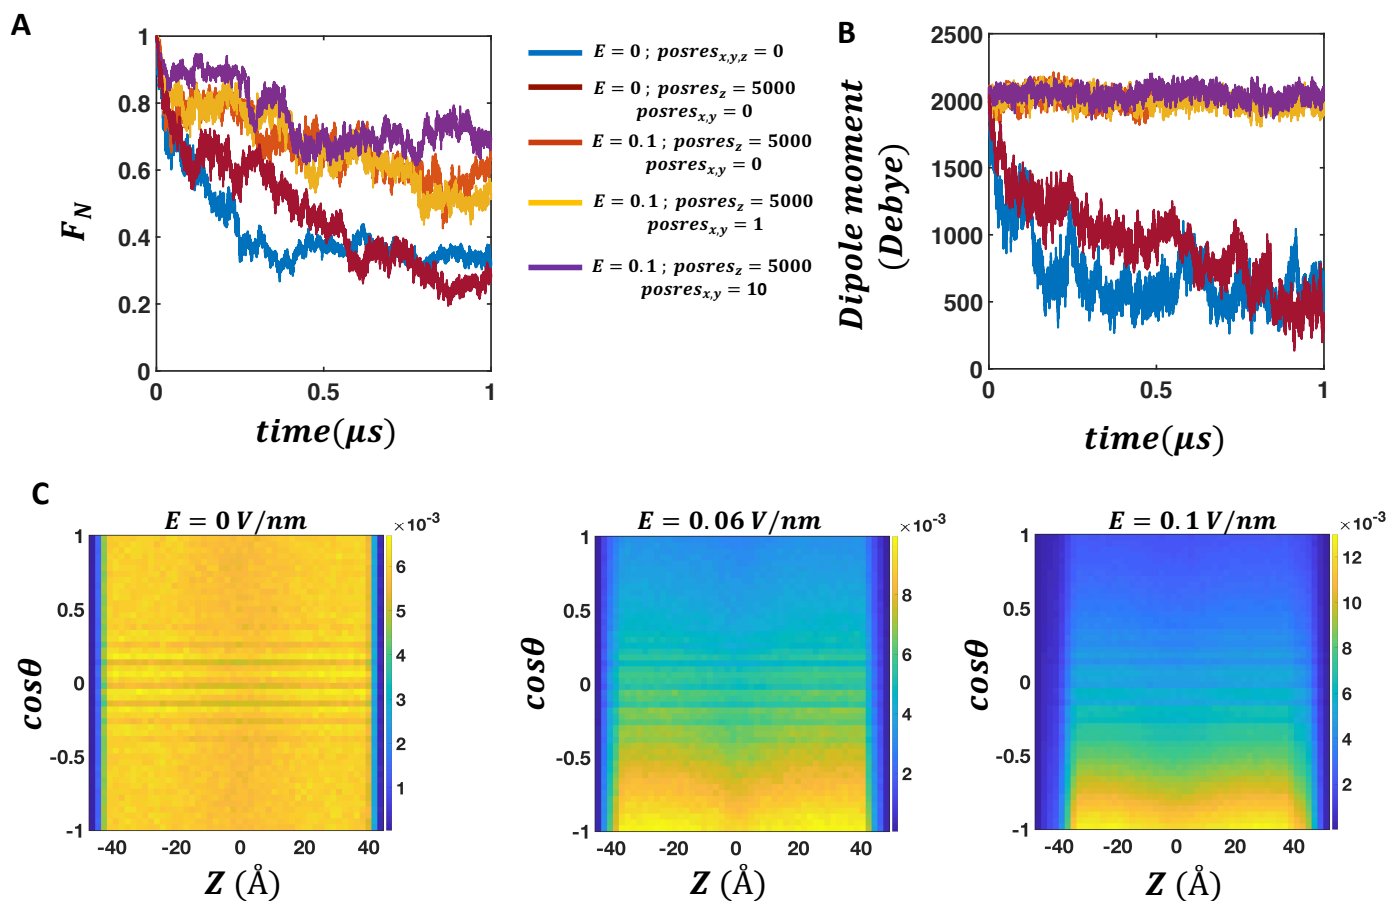 A
1
0.8
0.6
0.4
0.2
0
F_N
0 0.5 1
time(μs)
E = 0 ; posres_{x,y,z} = 0
E = 0 ; posres_z = 5000
posres_{x,y} = 0
E = 0.1 ; posres_z = 5000
posres_{x,y} = 0
E = 0.1 ; posres_z = 5000
posres_{x,y} = 1
E = 0.1 ; posres_z = 5000
posres_{x,y} = 10
B
2500
2000
1500
1000
500
0
Dipole moment
(Debye)
0 0.5 1
time(μs)
C
E = 0 V/nm
×10⁻³
1
0.5
0
-0.5
-1
cosθ
-40 -20 0 20 40
Z (Å)
6
5
4
3
2
1
E = 0.06 V/nm
×10⁻³
1
0.5
0
-0.5
-1
cosθ
-40 -20 0 20 40
Z (Å)
8
6
4
2
E = 0.1 V/nm
×10⁻³
1
0.5
0
-0.5
-1
cosθ
-40 -20 0 20 40
Z (Å)
12
10
8
6
4
2